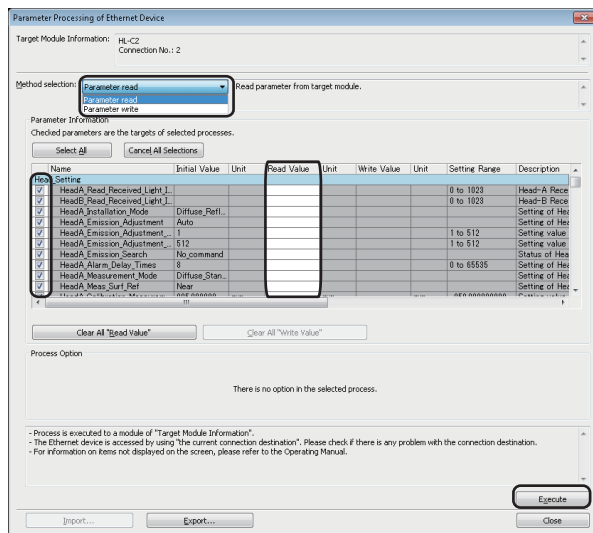 Parameter Processing of Ethernet Device
Target Module Information: HL-C2
Connection No.: 2
Method selection: Parameter read Read parameter from target module.
Parameter read
Parameter write
Parameter Information
Checked parameters are the targets of selected processes.
Select All Cancel All Selections
Name Initial Value Unit Read Value Unit Write Value Unit Setting Range Description
Head_Setting
HeadA_Read_Received_Light_I... 0 to 1023 Head-A Rece
HeadB_Read_Received_Light_I... 0 to 1023 Head-B Rece
HeadA_Installation_Mode Diffuse_Refl... Setting of Hea
HeadA_Emission_Adjustment Auto Setting of Hea
HeadA_Emission_Adjustment_... 1 1 to 512 Setting value
HeadA_Emission_Adjustment_... 512 1 to 512 Setting value
HeadA_Emission_Search No_command Status of Hea
HeadA_Alarm_Delay_Times 8 0 to 65535 Setting of Hea
HeadA_Measurement_Mode Diffuse_Stan... Setting of Hea
HeadA_Meas_Surf_Ref Near Setting of Hea
Clear All "Read Value" Clear All "Write Value"
Process Option
There is no option in the selected process.
- Process is executed to a module of "Target Module Information".
- The Ethernet device is accessed by using "the current connection destination". Please check if there is any problem with the connection destination.
- For information on items not displayed on the screen, please refer to the Operating Manual.
Execute
Import... Export... Close